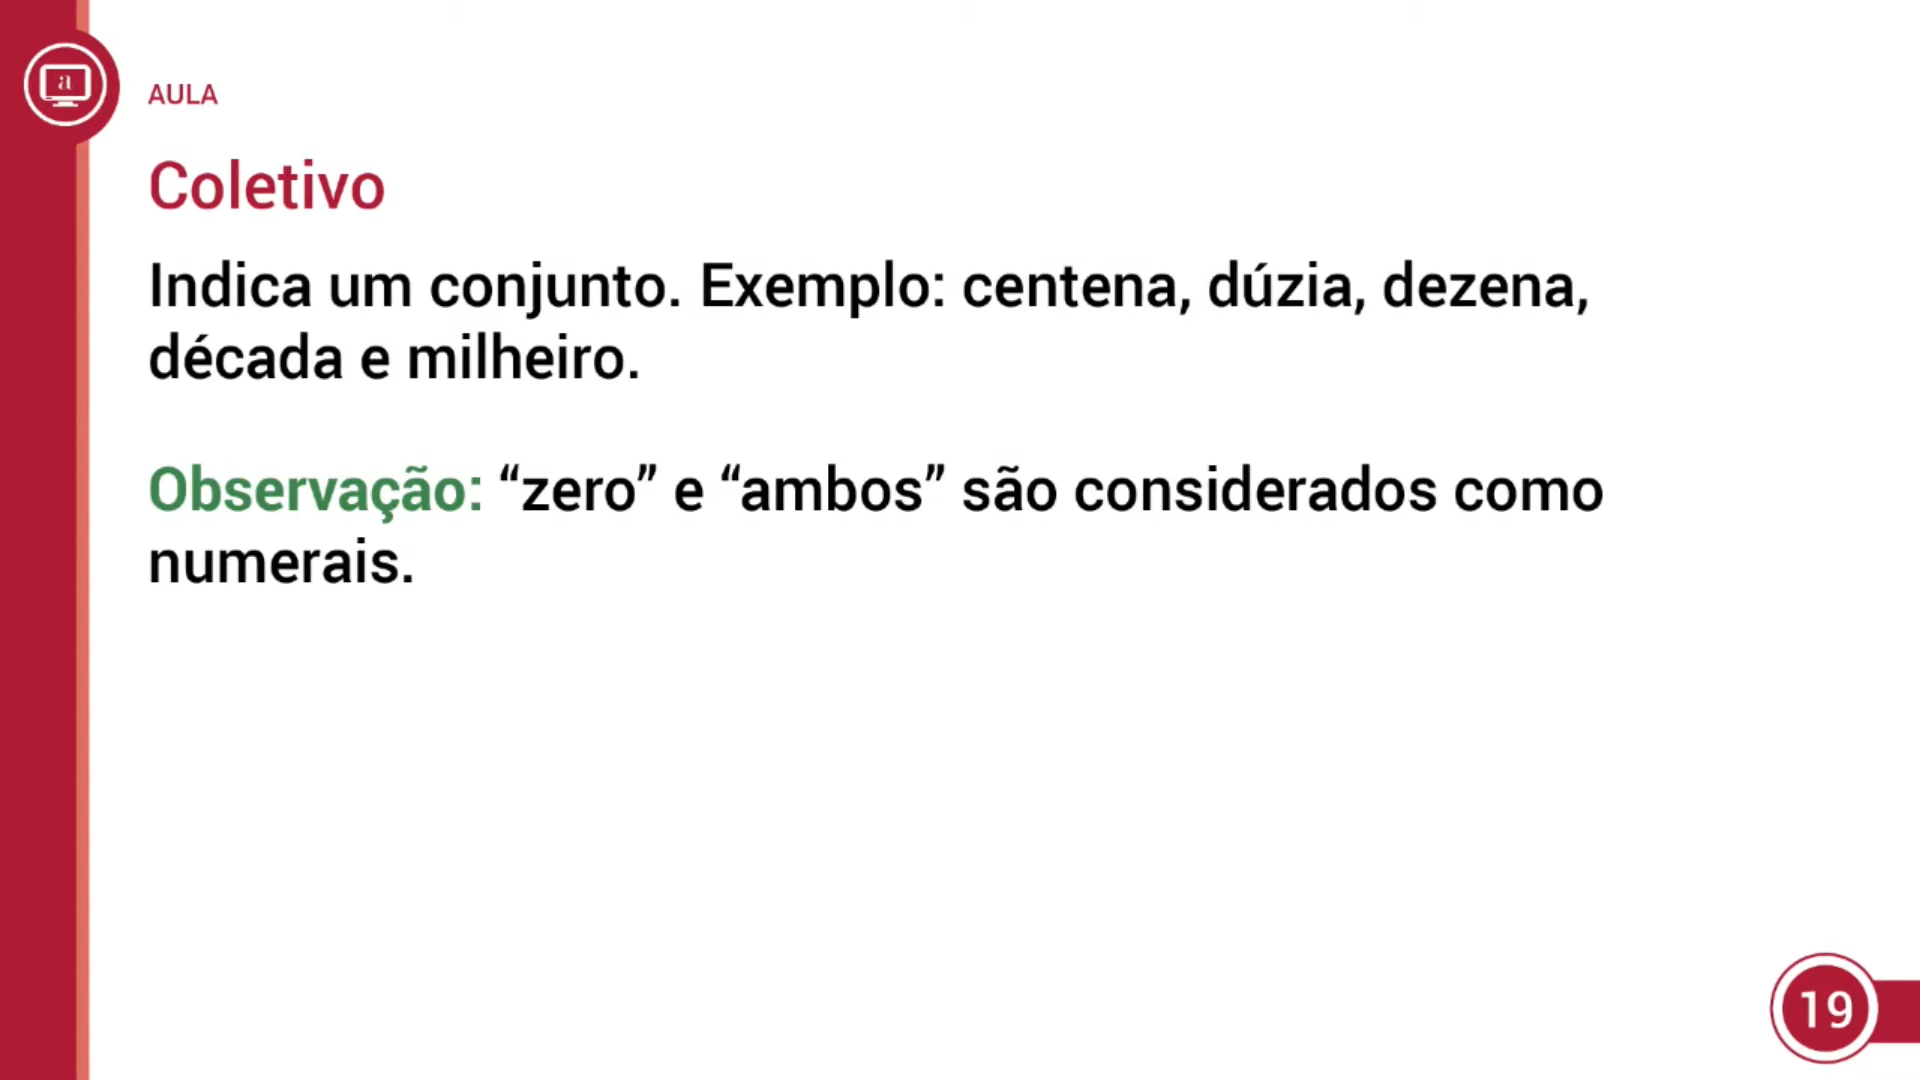 a
AULA
Coletivo
Indica um conjunto. Exemplo: centena, dúzia, dezena,
década e milheiro.
Observação: “zero” e “ambos” são considerados como
numerais.
19